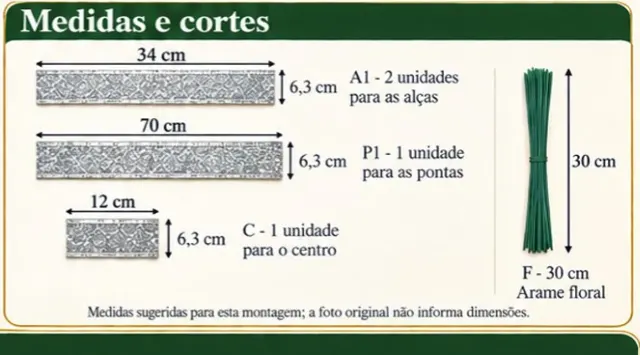 Medidas e cortes
34 cm
6,3 cm
A1 - 2 unidades
para as alças
70 cm
6,3 cm
P1 - 1 unidade
para as pontas
12 cm
6,3 cm
C - 1 unidade
para o centro
30 cm
F - 30 cm
Arame floral
Medidas sugeridas para esta montagem; a foto original não informa dimensões.